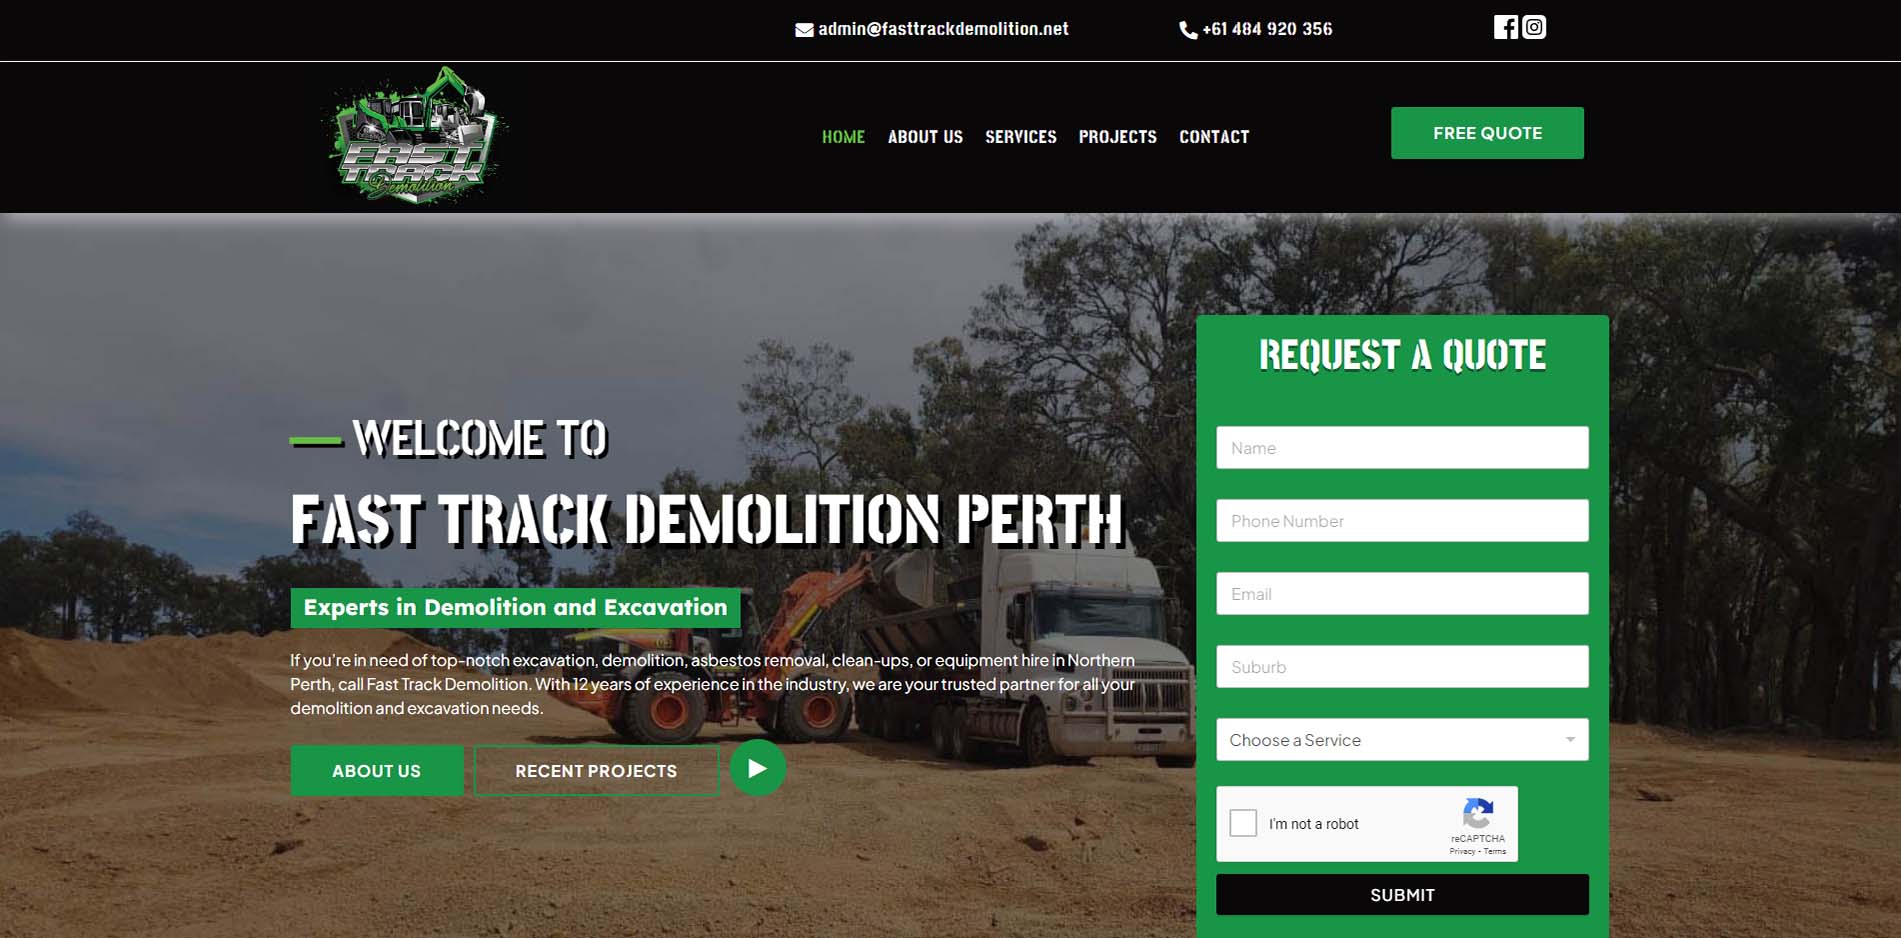 admin@fasttrackdemolition.net
+61 484 920 356
FAST
TRACK
Demolition
HOME
ABOUT US
SERVICES
PROJECTS
CONTACT
FREE QUOTE
WELCOME TO
FAST TRACK DEMOLITION PERTH
Experts in Demolition and Excavation
If you're in need of top-notch excavation, demolition, asbestos removal, clean-ups, or equipment hire in Northern
Perth, call Fast Track Demolition. With 12 years of experience in the industry, we are your trusted partner for all your
demolition and excavation needs.
ABOUT US
RECENT PROJECTS
REQUEST A QUOTE
Name
Phone Number
Email
Suburb
Choose a Service
I'm not a robot
reCAPTCHA
Privacy - Terms
SUBMIT